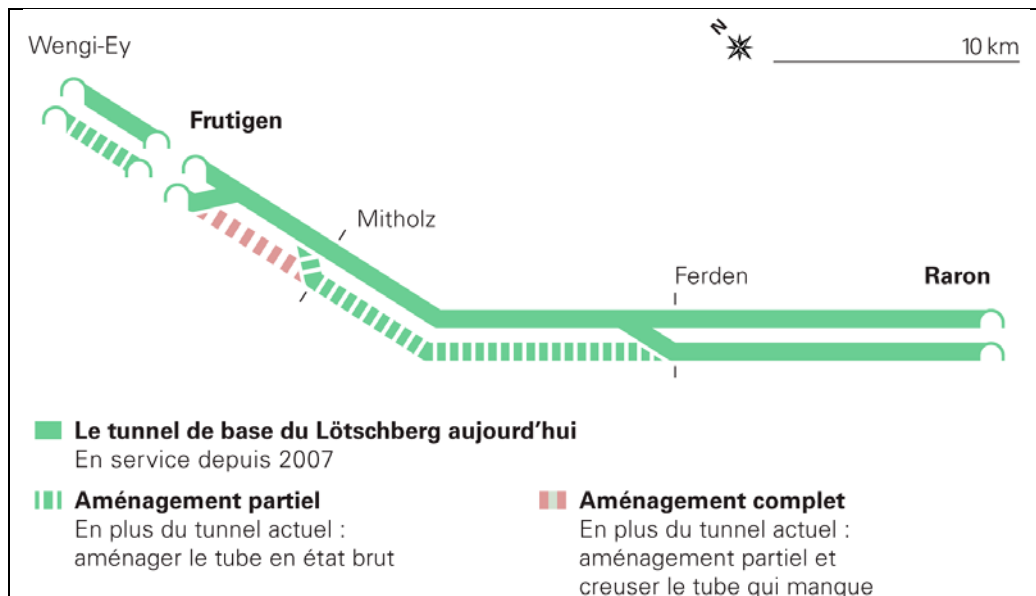 Wengi-Ey
N
10 km
Frutigen
Mitholz
Ferden
Raron
Le tunnel de base du Lötschberg aujourd'hui
En service depuis 2007
Aménagement partiel
En plus du tunnel actuel :
aménager le tube en état brut
Aménagement complet
En plus du tunnel actuel :
aménagement partiel et
creuser le tube qui manque